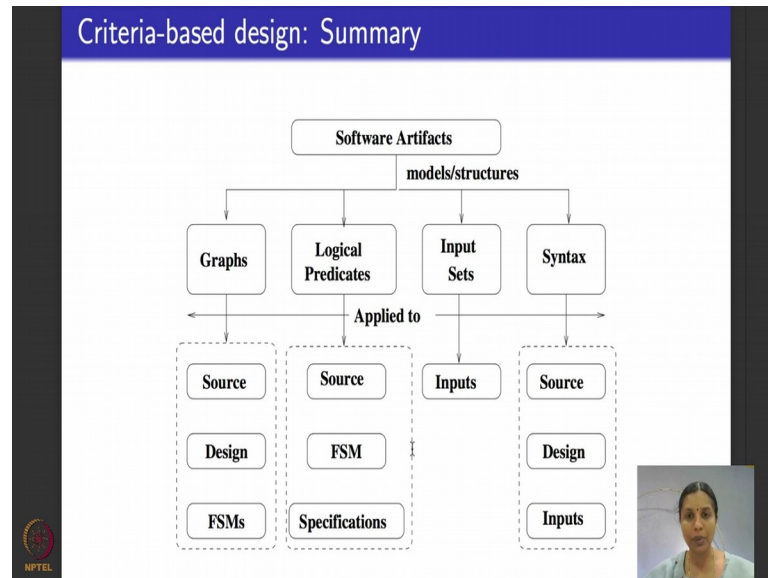 Criteria-based design: Summary
Software Artifacts
models/structures
Graphs
Logical
Predicates
Input
Sets
Syntax
Applied to
Source
Design
FSMs
Source
FSM
Specifications
Inputs
Source
Design
Inputs
NPTEL